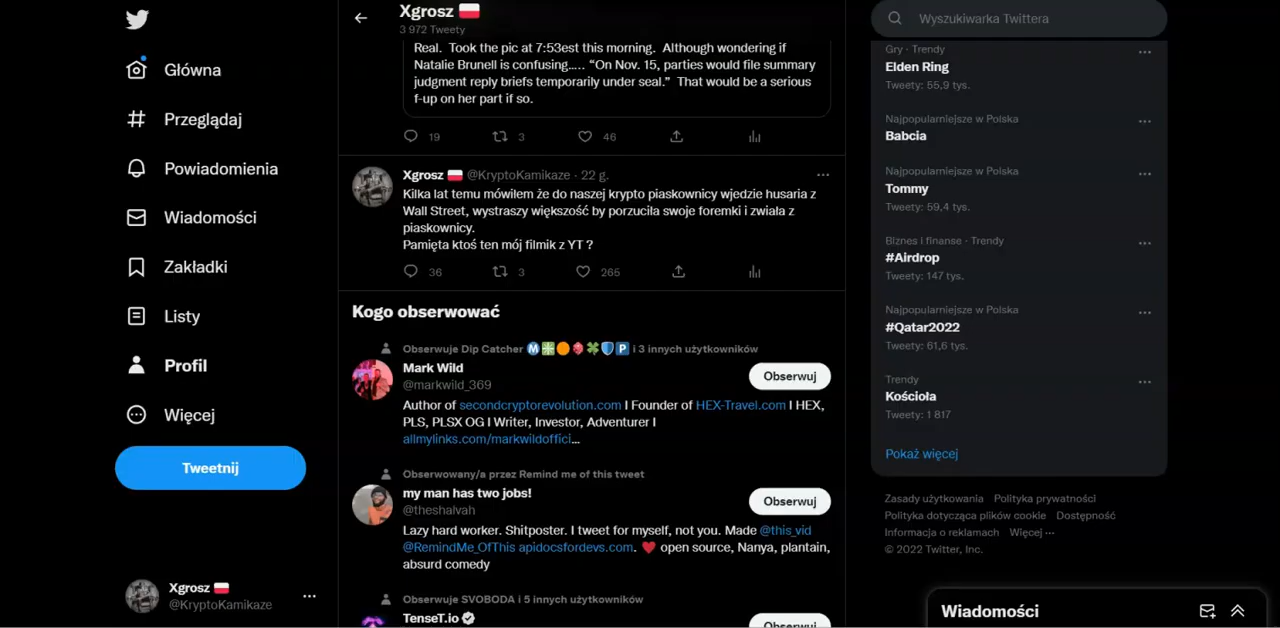 Główna
Przeglądaj
Powiadomienia
Wiadomości
Zakładki
Listy
Profil
Więcej
Tweetnij
Xgrosz
@KryptoKamikaze
Xgrosz
3 972 Tweety
Real. Took the pic at 7:53est this morning. Although wondering if
Natalie Brunell is confusing..... “On Nov. 15, parties would file summary
judgment reply briefs temporarily under seal.” That would be a serious
f-up on her part if so.
19 3 46
Xgrosz @KryptoKamikaze · 22 g.
Kilka lat temu mówiłem że do naszej krypto piaskownicy wjedzie husaria z
Wall Street, wystraszy większość by porzuciła swoje foremki i zwiała z
piaskownicy.
Pamięta ktoś ten mój filmik z YT ?
36 3 265
Kogo obserwować
Obserwuje Dip Catcher Ⓜ️❇️🟠🍓🍀🛡️🅿️ i 3 innych użytkowników
Mark Wild
@markwild_369
Obserwuj
Author of secondcryptorevolution.com I Founder of HEX-Travel.com I HEX,
PLS, PLSX OG I Writer, Investor, Adventurer I
allmylinks.com/markwildoffici...
Obserwowany/a przez Remind me of this tweet
my man has two jobs!
@theshalvah
Obserwuj
Lazy hard worker. Shitposter. I tweet for myself, not you. Made @this_vid
@RemindMe_OfThis apidocsfordevs.com. ❤️ open source, Nanya, plantain,
absurd comedy
Obserwuje SVOBODA i 5 innych użytkowników
TenseT.io
Obserwuj
Wyszukiwarka Twittera
Gry · Trendy
Elden Ring
Tweety: 55,9 tys.
Najpopularniejsze w Polska
Babcia
Najpopularniejsze w Polska
Tommy
Tweety: 59,4 tys.
Biznes i finanse · Trendy
#Airdrop
Tweety: 147 tys.
Najpopularniejsze w Polska
#Qatar2022
Tweety: 61,6 tys.
Trendy
Kościoła
Tweety: 1 817
Pokaż więcej
Zasady użytkowania Polityka prywatności
Polityka dotycząca plików cookie Dostępność
Informacja o reklamach Więcej ···
© 2022 Twitter, Inc.
Wiadomości